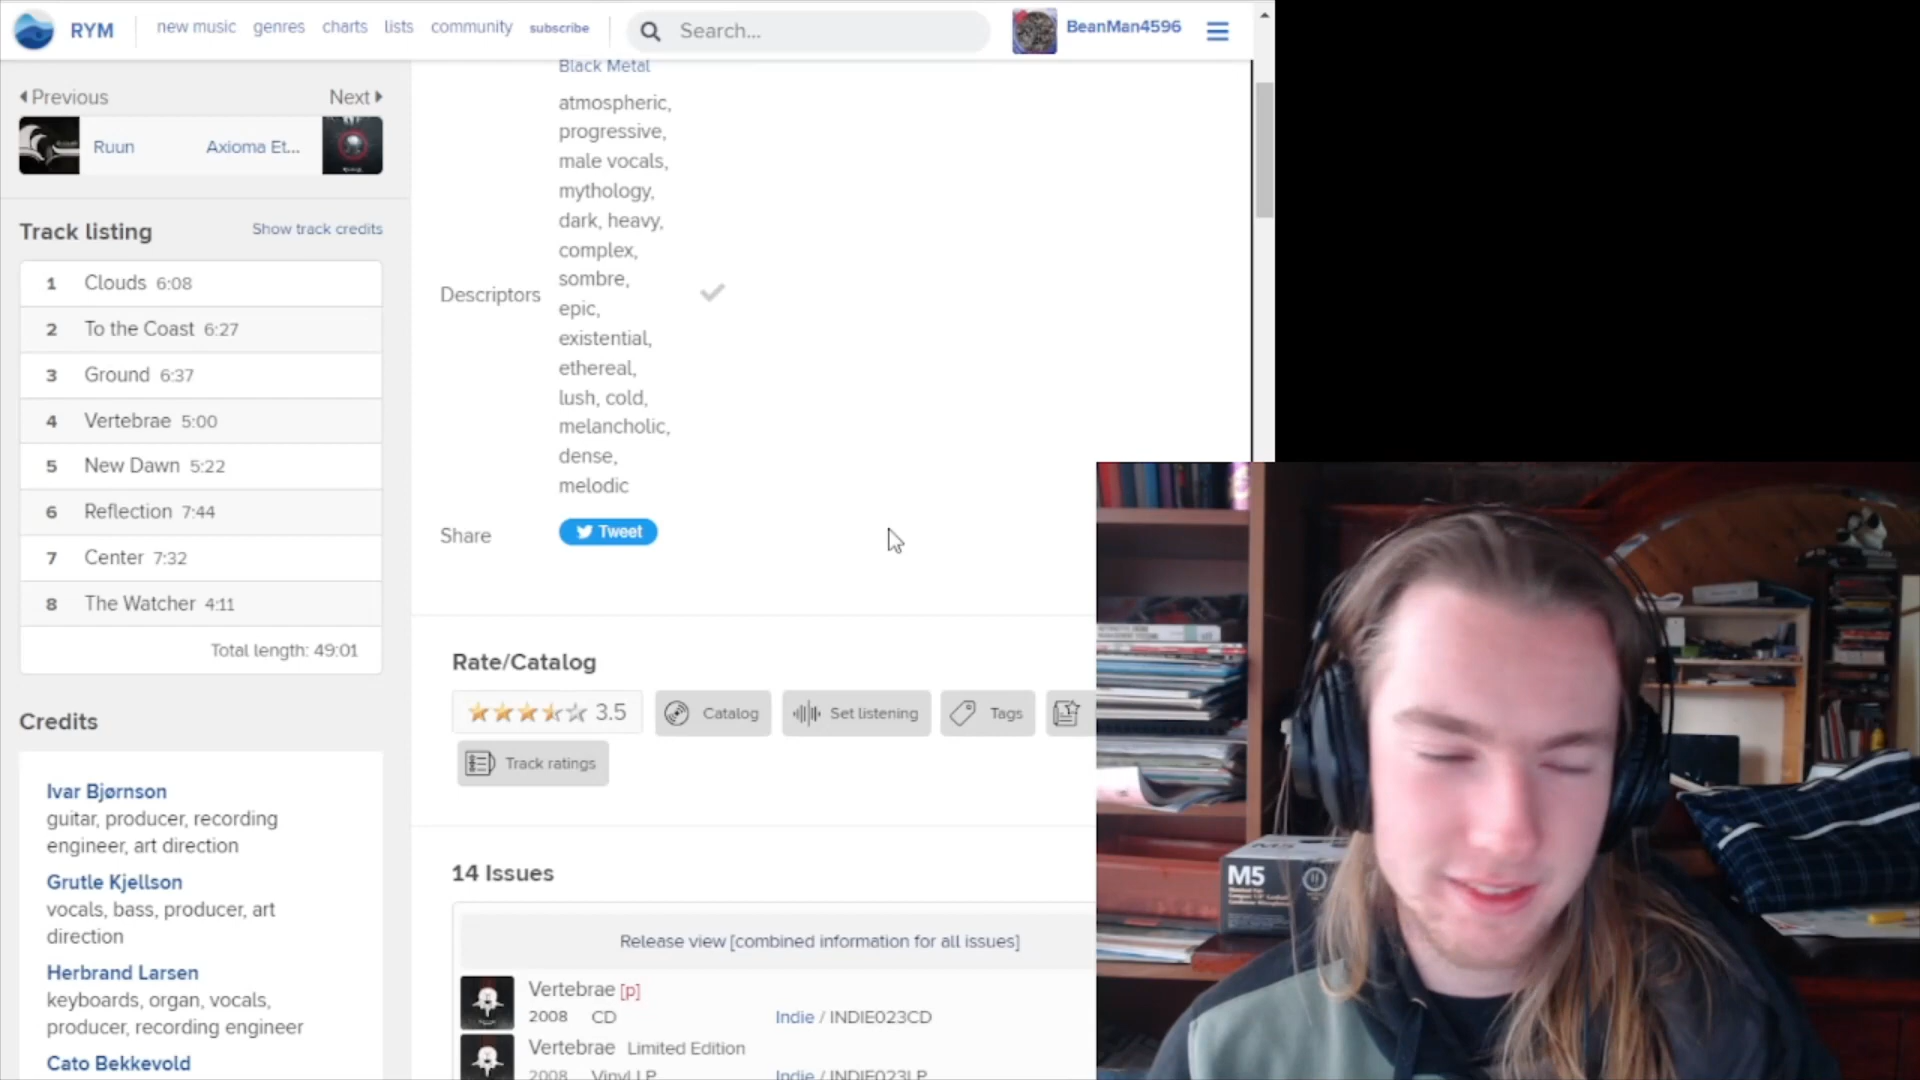 RYM
new music genres charts lists community subscribe
Search...
BeanMan4596
Previous
Next
Ruun
Axioma Et...
Track listing
Show track credits
1 Clouds 6:08
2 To the Coast 6:27
3 Ground 6:37
4 Vertebrae 5:00
5 New Dawn 5:22
6 Reflection 7:44
7 Center 7:32
8 The Watcher 4:11
Total length: 49:01
Credits
Ivar Bjørnson
guitar, producer, recording
engineer, art direction
Grutle Kjellson
vocals, bass, producer, art
direction
Herbrand Larsen
keyboards, organ, vocals,
producer, recording engineer
Cato Bekkevold
Black Metal
Descriptors
atmospheric,
progressive,
male vocals,
mythology,
dark, heavy,
complex,
sombre,
epic,
existential,
ethereal,
lush, cold,
melancholic,
dense,
melodic
Share
Tweet
Rate/Catalog
3.5
Catalog
Set listening
Tags
Track ratings
14 Issues
Release view [combined information for all issues]
Vertebrae [p]
2008 CD Indie / INDIE023CD
Vertebrae Limited Edition
2008 Vinyl LP Indie / INDIE023LP
M5